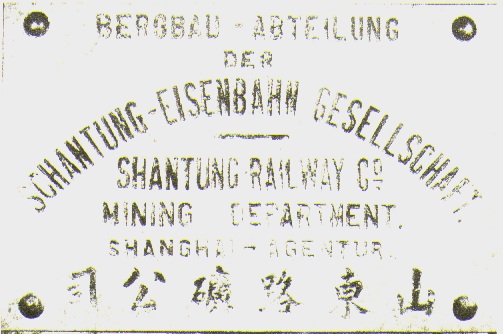 BERGBAU-ABTEILUNG
DER
SCHANTUNG-EISENBAHN GESELLSCHAFT.
SHANTUNG-RAILWAY Cº
MINING DEPARTMENT.
SHANGHAI-AGENTUR.
山東路礦公司